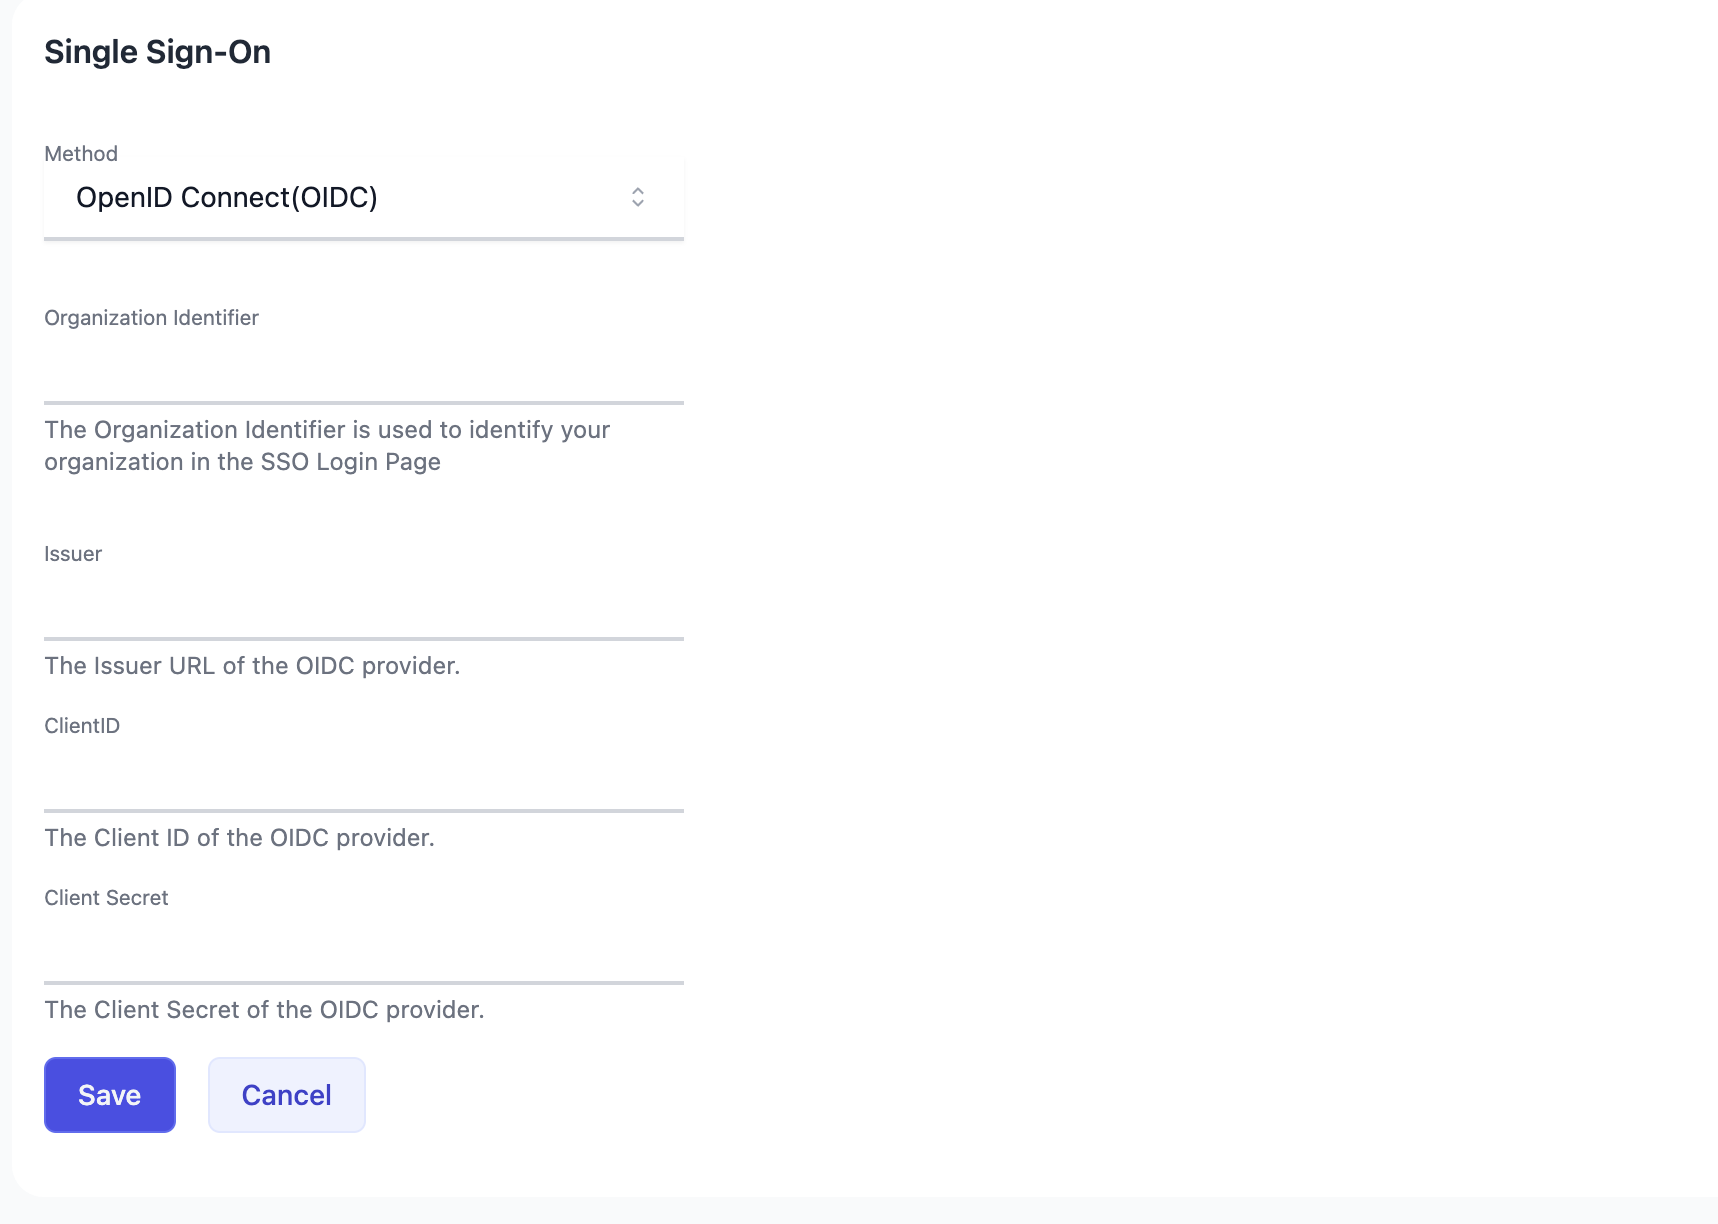 Single Sign-On
Method
OpenID Connect(OIDC)
Organization Identifier
The Organization Identifier is used to identify your
organization in the SSO Login Page
Issuer
The Issuer URL of the OIDC provider.
ClientID
The Client ID of the OIDC provider.
Client Secret
The Client Secret of the OIDC provider.
Save
Cancel